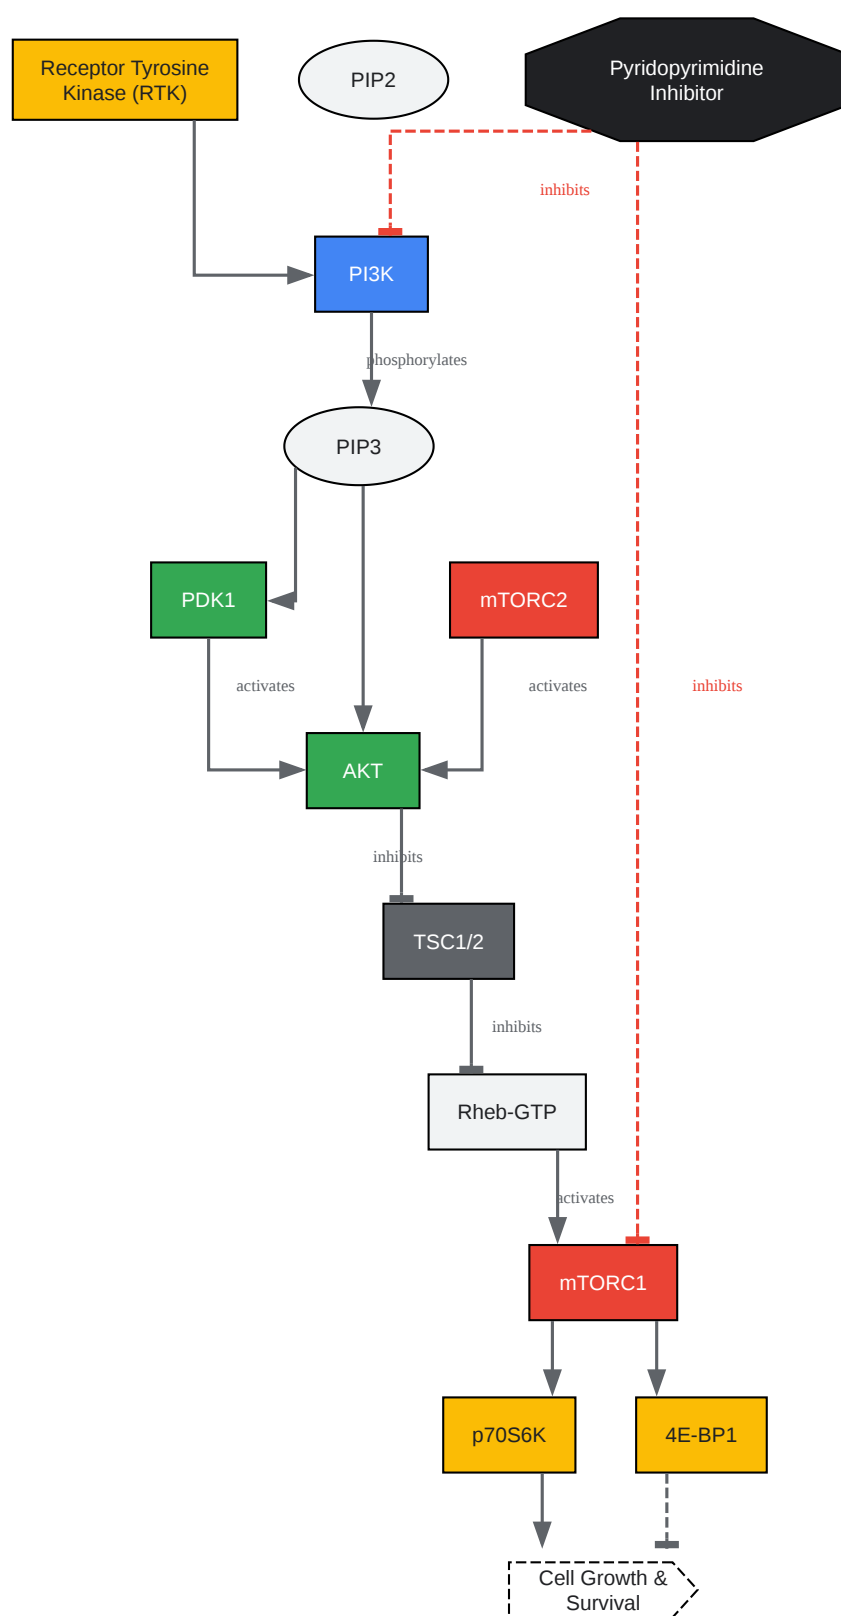 Receptor Tyrosine
Kinase (RTK)
PIP2
Pyridopyrimidine
Inhibitor
inhibits
PI3K
phosphorylates
PIP3
PDK1
mTORC2
activates
activates
inhibits
AKT
inhibits
TSC1/2
inhibits
Rheb-GTP
activates
mTORC1
p70S6K
4E-BP1
Cell Growth &
Survival